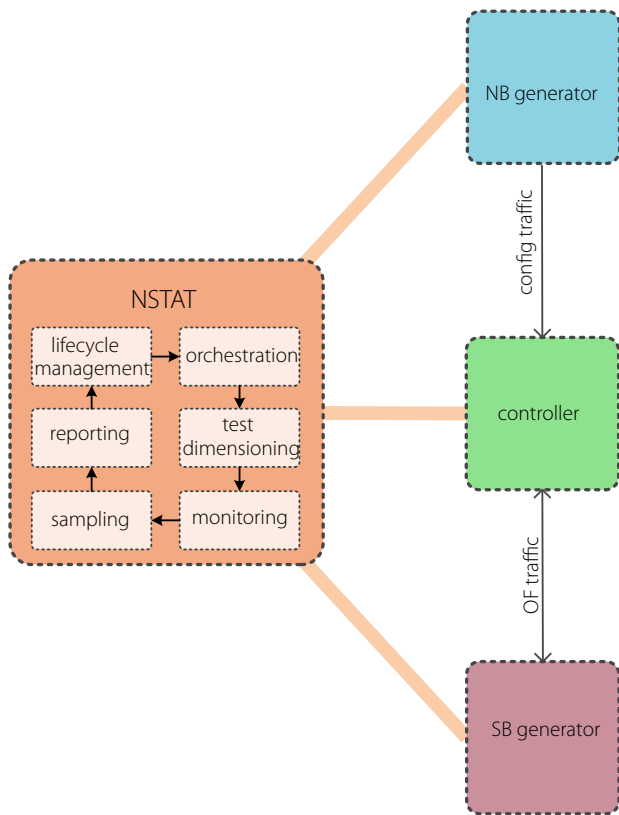 NB generator
config traffic
NSTAT
lifecycle
management
orchestration
reporting
test
dimensioning
sampling
monitoring
controller
OF traffic
SB generator